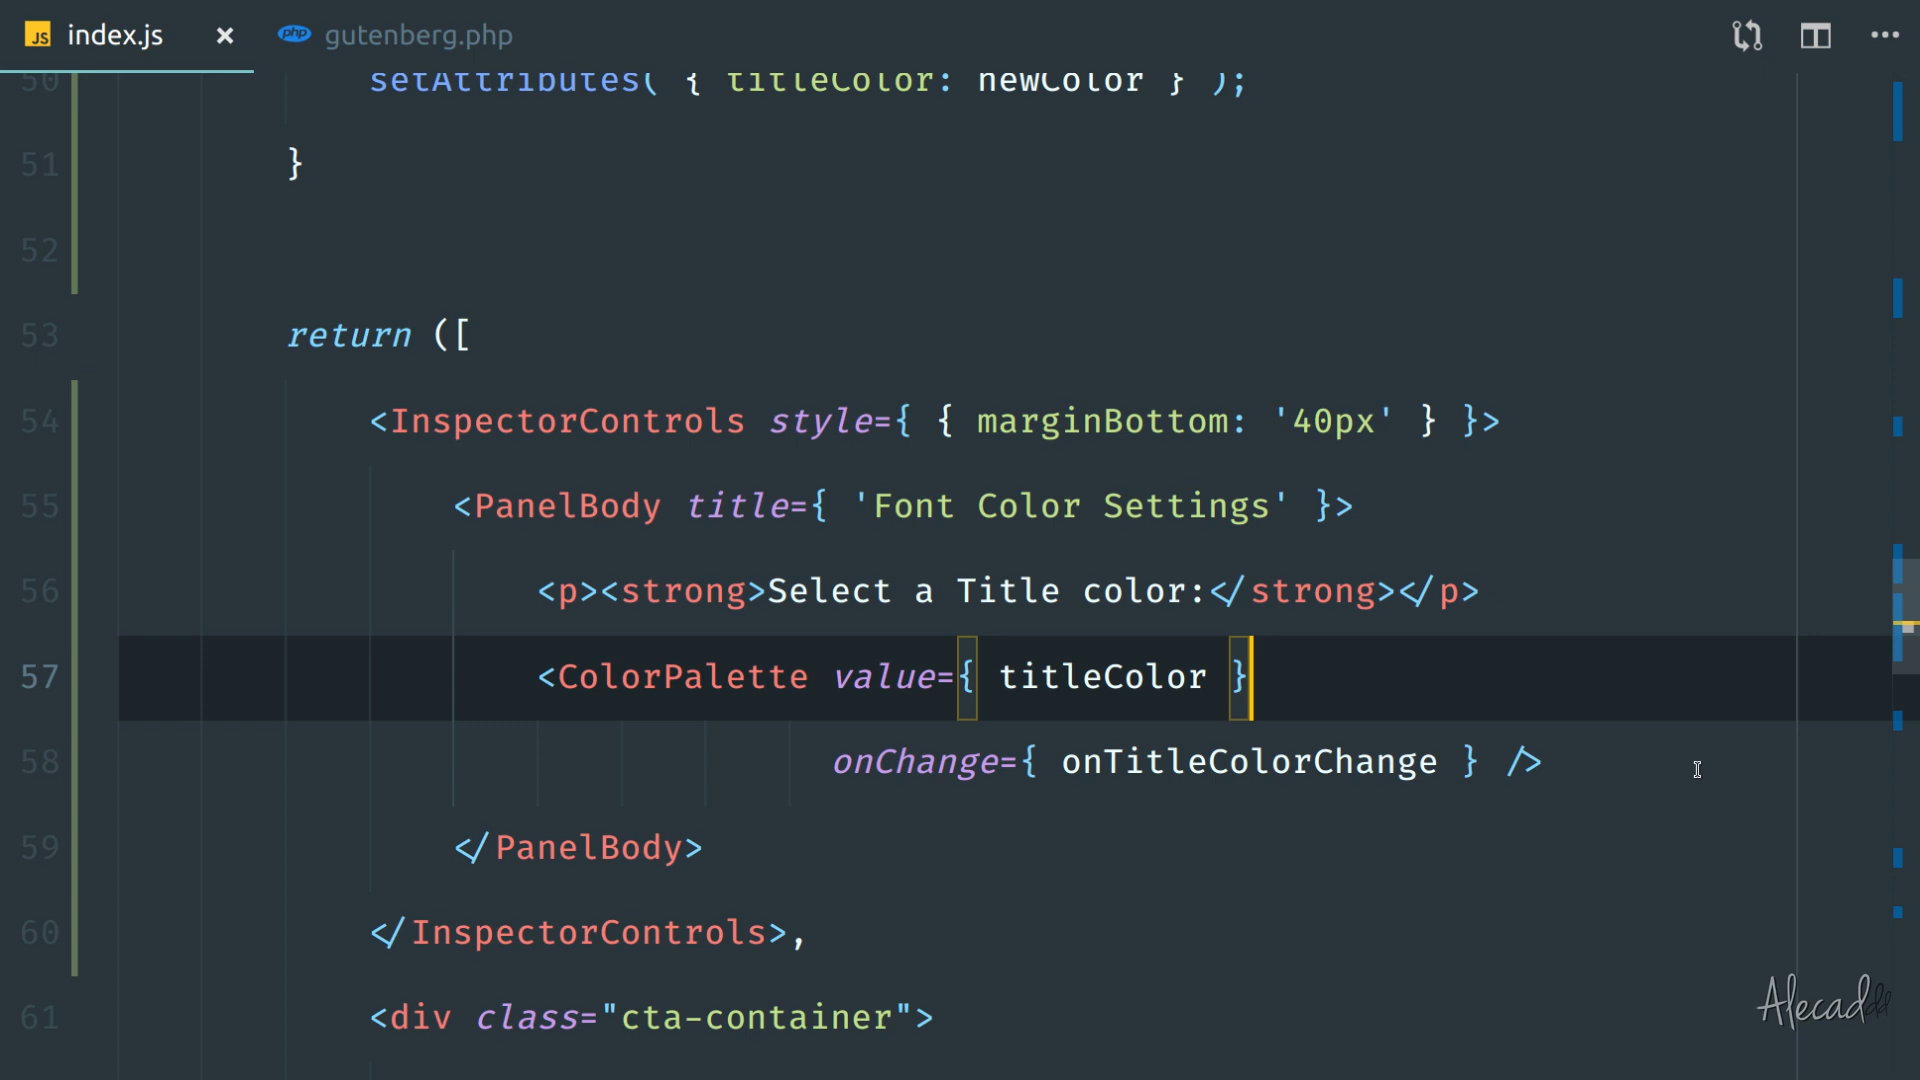 index.js
gutenberg.php
50 setAttributes( { titleColor: newColor } );
51 }
52
53 return ([
54 <InspectorControls style={ { marginBottom: '40px' } }>
55 <PanelBody title={ 'Font Color Settings' }>
56 <p><strong>Select a Title color:</strong></p>
57 <ColorPalette value={ titleColor }
58 onChange={ onTitleColorChange } />
59 </PanelBody>
60 </InspectorControls>,
61 <div class="cta-container">
Alecaddd